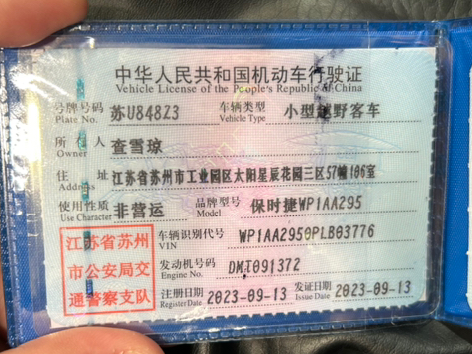 中华人民共和国机动车行驶证
Vehicle License of the People's Republic of China
号牌号码 苏U848Z3 车辆类型 小型越野客车
Plate No. Vehicle Type
所有人 查雪琼
Owner
住址 江苏省苏州市工业园区太阳星辰花园三区57幢106室
Address
使用性质 非营运 品牌型号 保时捷WP1AA295
Use Character Model
江苏省苏州
市公安局交
通警察支队
车辆识别代号 WP1AA2950PLB03776
VIN
发动机号码 DMT091372
Engine No.
注册日期 2023-09-13 发证日期 2023-09-13
Register Date Issue Date